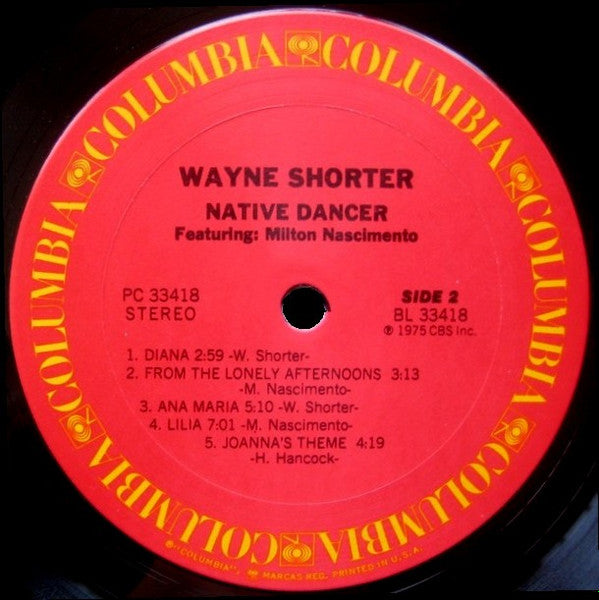 COLUMBIA COLUMBIA COLUMBIA COLUMBIA COLUMBIA COLUMBIA COLUMBIA COLUMBIA
WAYNE SHORTER
NATIVE DANCER
Featuring: Milton Nascimento
PC 33418
STEREO
SIDE 2
BL 33418
℗ 1975 CBS Inc.
1. DIANA 2:59 -W. Shorter-
2. FROM THE LONELY AFTERNOONS 3:13
-M. Nascimento-
3. ANA MARIA 5:10 -W. Shorter-
4. LILIA 7:01 -M. Nascimento-
5. JOANNA'S THEME 4:19
-H. Hancock-
®"COLUMBIA", MARCAS REG. PRINTED IN U.S.A.